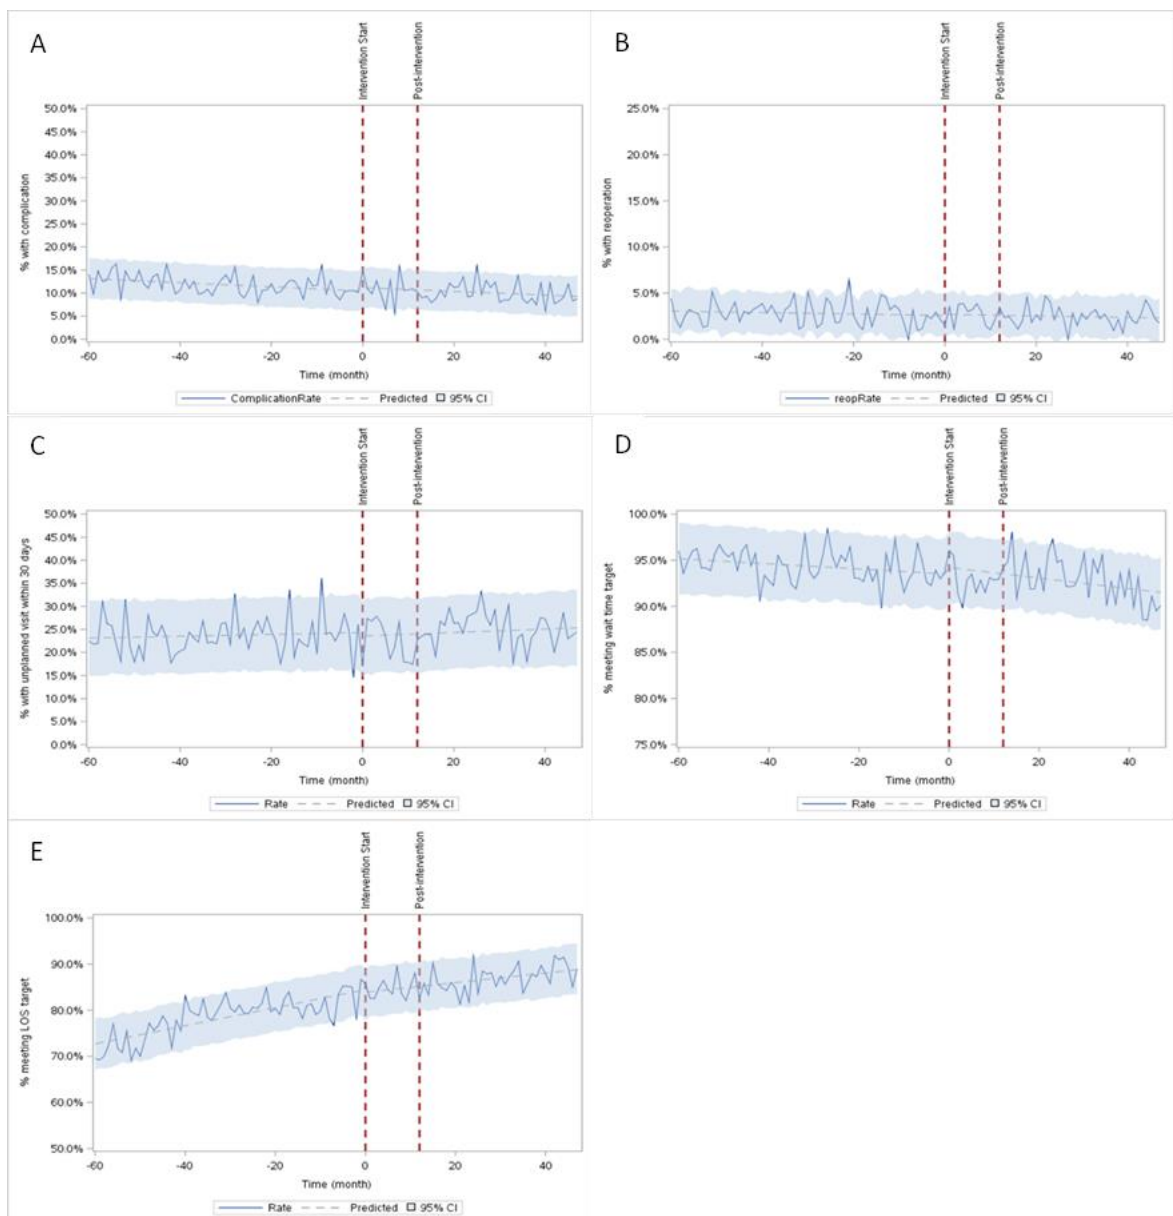 A
Intervention Start
Post-intervention
50.0%
45.0%
40.0%
35.0%
30.0%
25.0%
20.0%
15.0%
10.0%
5.0%
0.0%
% with complication
-60 -40 -20 0 20 40
Time (month)
ComplicationRate Predicted 95% CI
B
Intervention Start
Post-intervention
25.0%
20.0%
15.0%
10.0%
5.0%
0.0%
% with reoperation
-60 -40 -20 0 20 40
Time (month)
reopRate Predicted 95% CI
C
Intervention Start
Post-intervention
50.0%
45.0%
40.0%
35.0%
30.0%
25.0%
20.0%
15.0%
10.0%
5.0%
0.0%
% with unplanned visit within 30 days
-60 -40 -20 0 20 40
Time (month)
Rate Predicted 95% CI
D
Intervention Start
Post-intervention
100.0%
95.0%
90.0%
85.0%
80.0%
75.0%
% meeting wait time target
-60 -40 -20 0 20 40
Time (month)
Rate Predicted 95% CI
E
Intervention Start
Post-intervention
100.0%
90.0%
80.0%
70.0%
60.0%
50.0%
% meeting LOS target
-60 -40 -20 0 20 40
Time (month)
Rate Predicted 95% CI